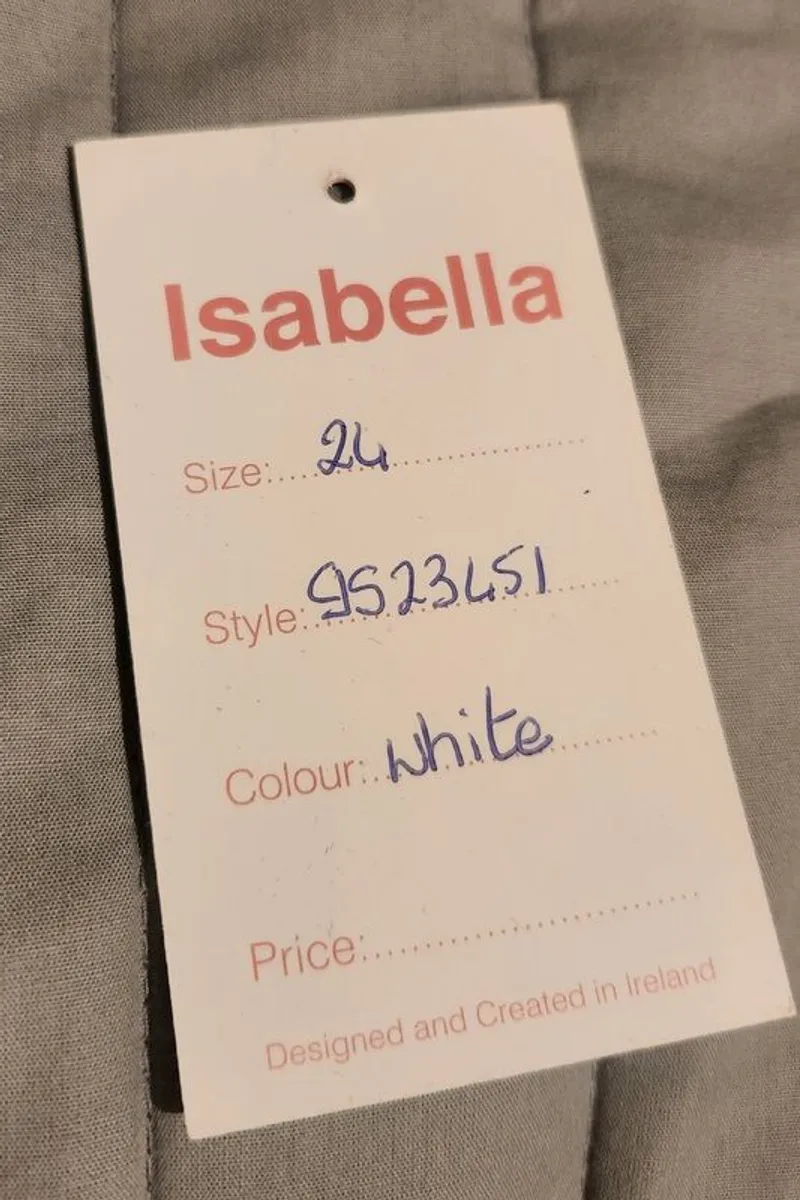 Isabella
Size: 24
Style: 9523451
Colour: white
Price:
Designed and Created in Ireland